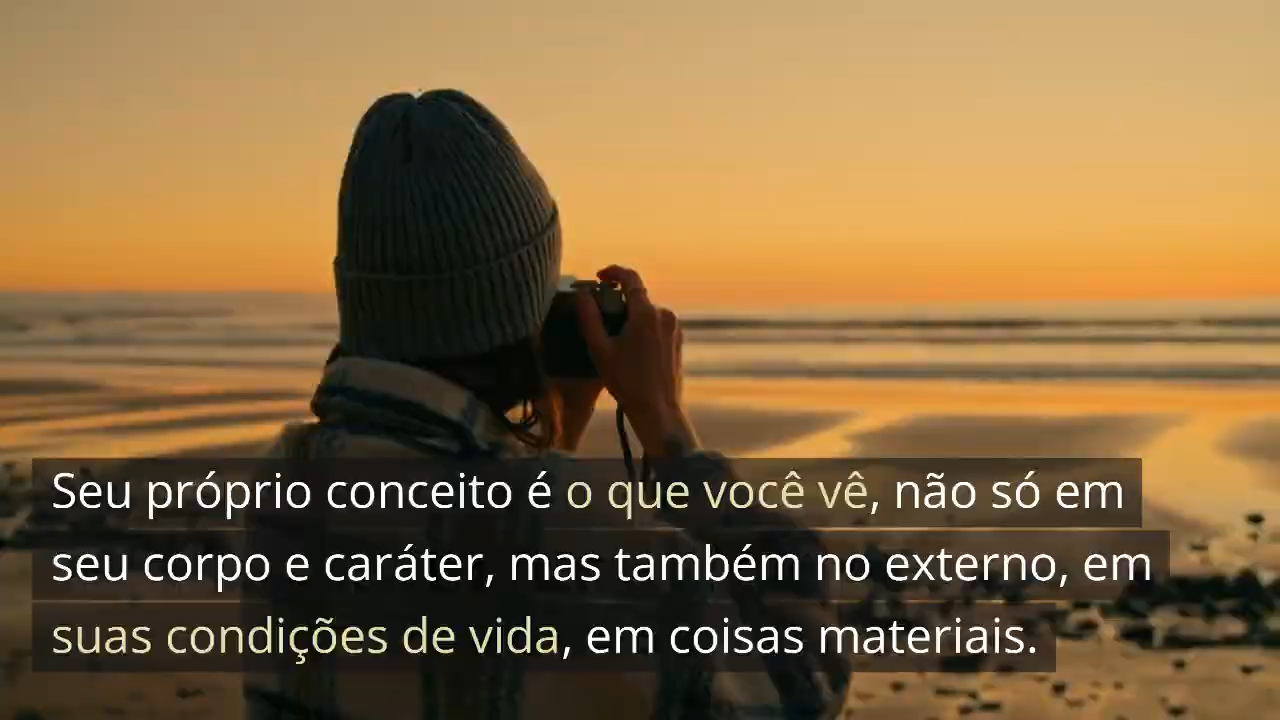 Seu próprio conceito é o que você vê, não só em
seu corpo e caráter, mas também no externo, em
suas condições de vida, em coisas materiais.